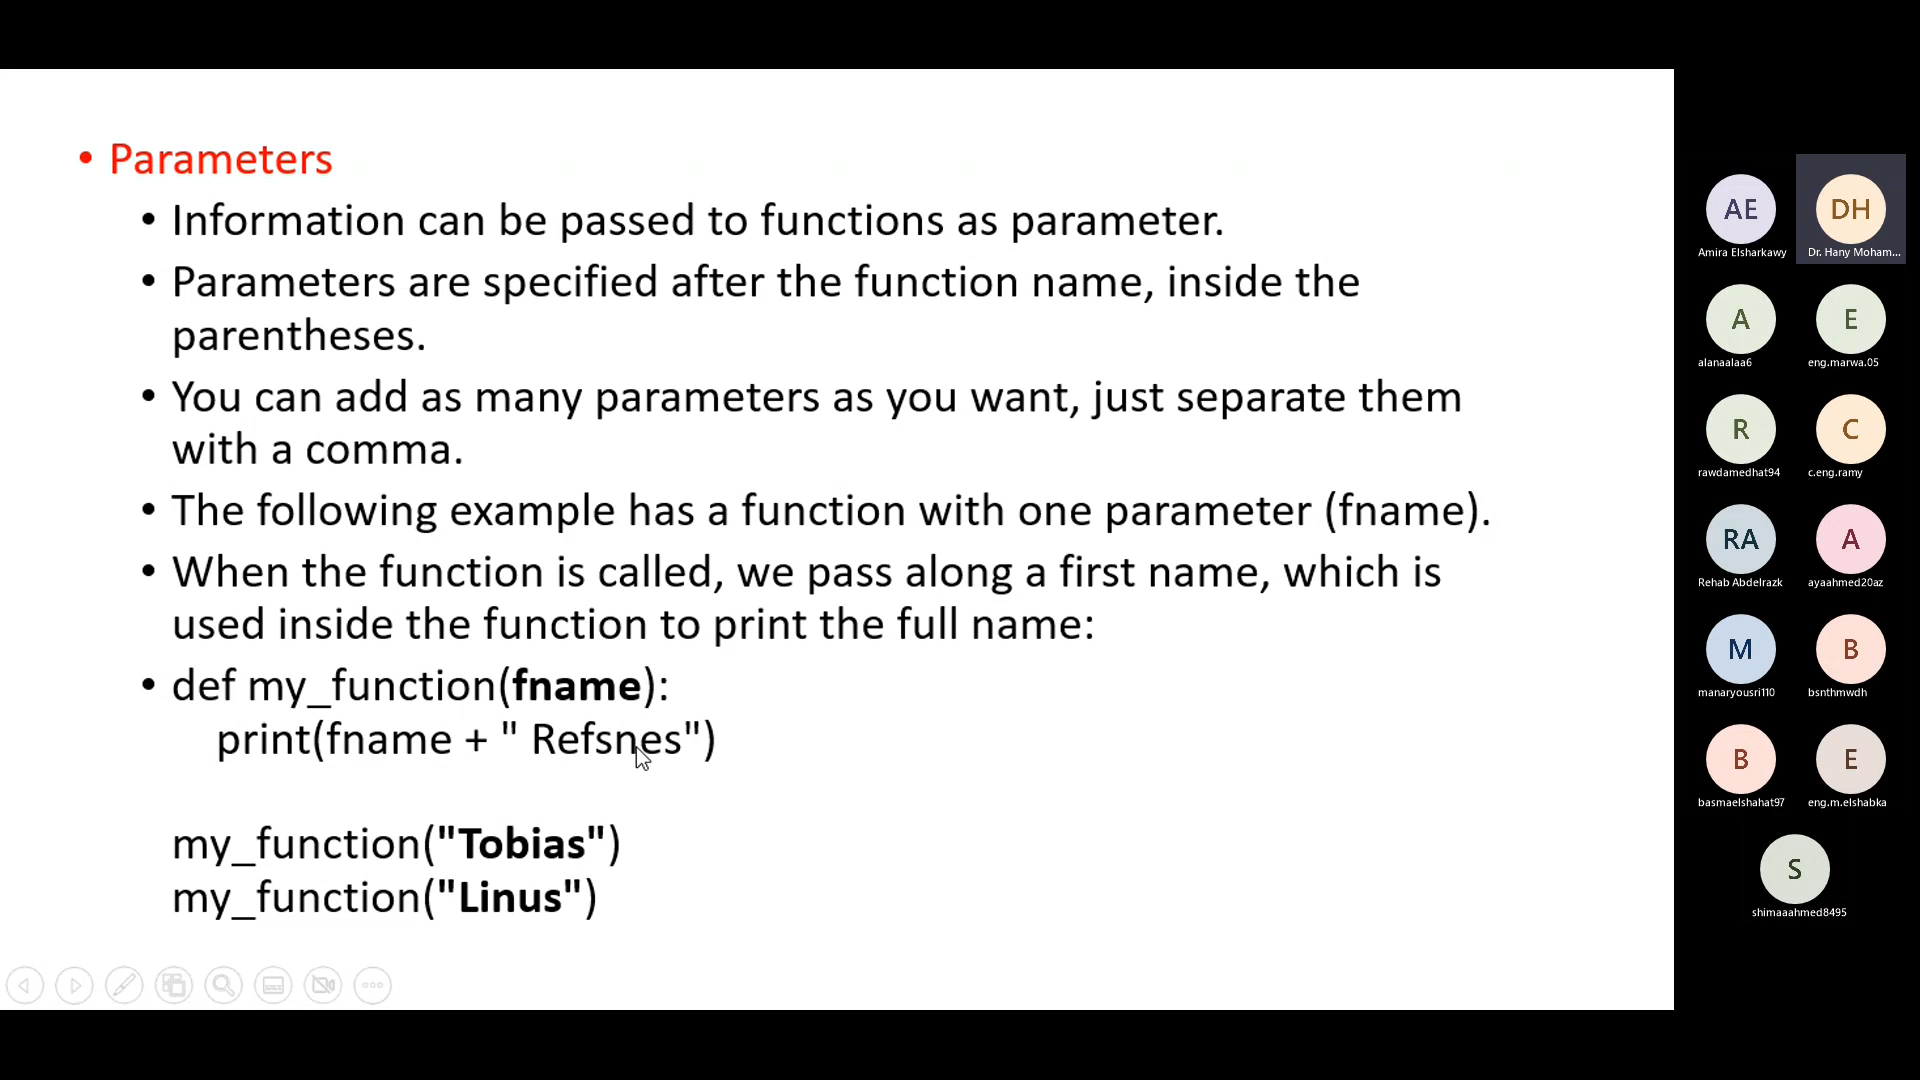 • Parameters
• Information can be passed to functions as parameter.
• Parameters are specified after the function name, inside the
parentheses.
• You can add as many parameters as you want, just separate them
with a comma.
• The following example has a function with one parameter (fname).
• When the function is called, we pass along a first name, which is
used inside the function to print the full name:
• def my_function(fname):
print(fname + " Refsnes")
my_function("Tobias")
my_function("Linus")
AE DH
Amira Elsharkawy Dr. Hany Moham...
A E
alanaalaa6 eng.marwa.05
R C
rawdamedhat94 c.eng.ramy
RA A
Rehab Abdelrazk ayaahmed20az
M B
manaryousri110 bsnthmwdh
B E
basmaelshahat97 eng.m.elshabka
S
shimaaahmed8495